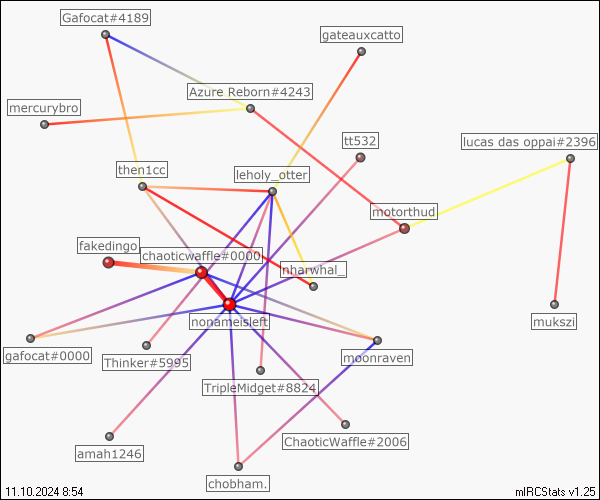 Gafocat#4189
gateauxcatto
Azure Reborn#4243
mercurybro
tt532
lucas das oppai#2396
then1cc
leholy_otter
motorthud
fakedingo
chaoticwaffle#0000
nharwhal_
nonameisleft
mukszi
gafocat#0000
Thinker#5995
moonraven
TripleMidget#8824
ChaoticWaffle#2006
amah1246
chobham.
11.10.2024 8:54
mIRCStats v1.25